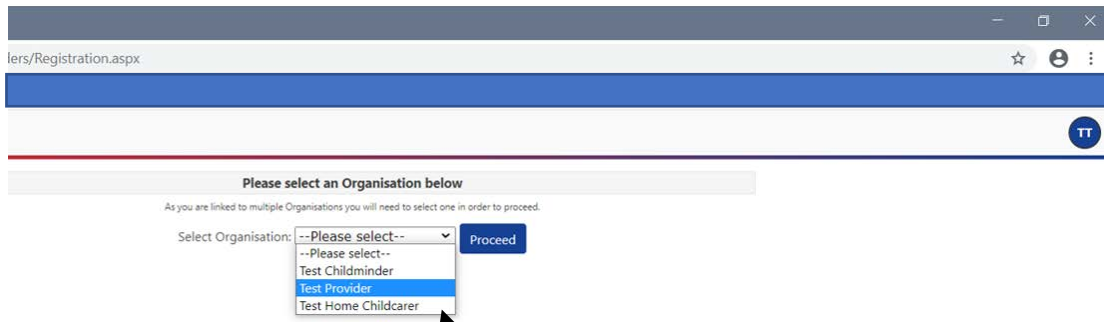 lers/Registration.aspx
TT
Please select an Organisation below
As you are linked to multiple Organisations you will need to select one in order to proceed.
Select Organisation: --Please select-- Proceed
--Please select--
Test Childminder
Test Provider
Test Home Childcarer